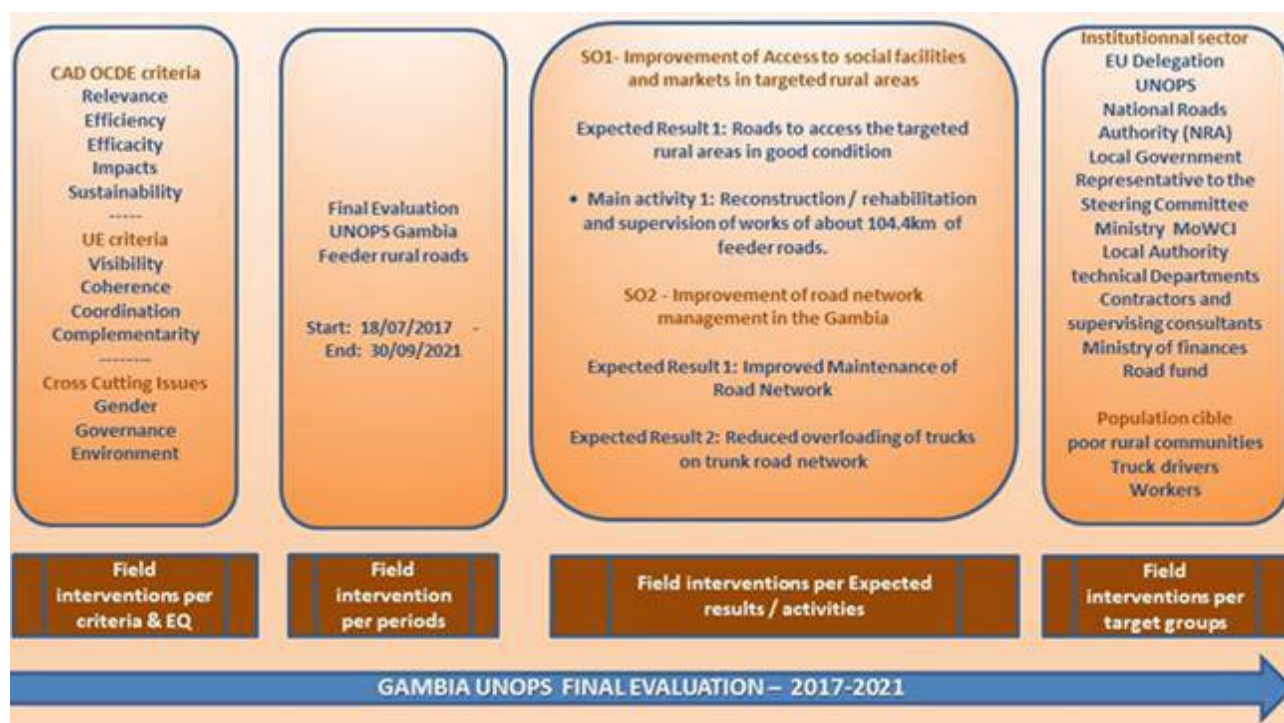 CAD OCDE criteria
Relevance
Efficiency
Efficacity
Impacts
Sustainability
-----
UE criteria
Visibility
Coherence
Coordination
Complementarity
--------
Cross Cutting Issues
Gender
Governance
Environment
Final Evaluation
UNOPS Gambia
Feeder rural roads
Start: 18/07/2017 -
End: 30/09/2021
SO1- Improvement of Access to social facilities
and markets in targeted rural areas
Expected Result 1: Roads to access the targeted
rural areas in good condition
• Main activity 1: Reconstruction / rehabilitation
and supervision of works of about 104.4km of
feeder roads.
SO2 - Improvement of road network
management in the Gambia
Expected Result 1: Improved Maintenance of
Road Network
Expected Result 2: Reduced overloading of trucks
on trunk road network
Institutionnal sector
EU Delegation
UNOPS
National Roads
Authority (NRA)
Local Government
Representative to the
Steering Committee
Ministry MoWCI
Local Authority
technical Departments
Contractors and
supervising consultants
Ministry of finances
Road fund
Population cible
poor rural communities
Truck drivers
Workers
Field
interventions per
criteria & EQ
Field
intervention
per periods
Field interventions per Expected
results / activities
Field
interventions per
target groups
GAMBIA UNOPS FINAL EVALUATION – 2017-2021